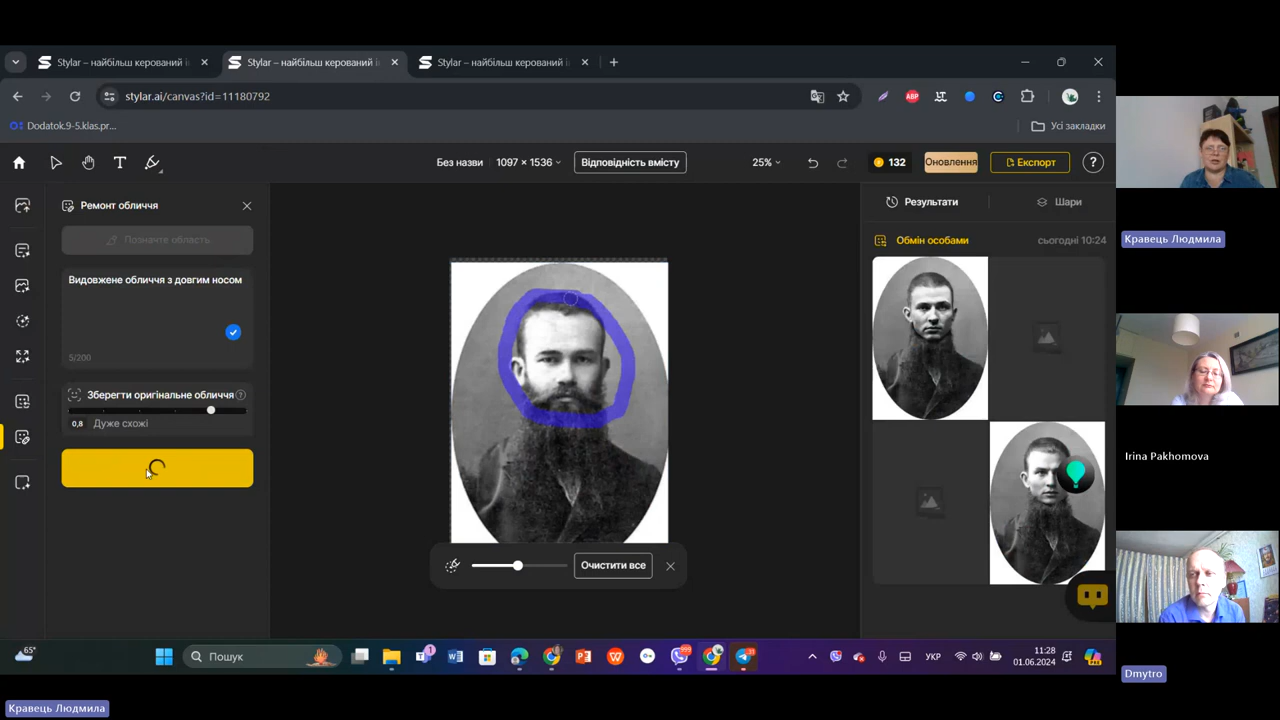 Stylar – найбільш керований і
Stylar – найбільш керований і
Stylar – найбільш керований і
stylar.ai/canvas?id=11180792
ABP
Dodatok.9-5.klas.pr...
Усі закладки
Без назви
1097 × 1536
Відповідність вмісту
25%
132
Оновлення
Експорт
?
Ремонт обличчя
Позначте область
Видовжене обличчя з довгим носом
5/200
Зберегти оригінальне обличчя
0,8 Дуже схожі
Очистити все
Результати
Шари
Обмін особами
сьогодні 10:24
Кравець Людмила
Irina Pakhomova
Dmytro
65°
Пошук
УКР
11:28
01.06.2024
Кравець Людмила